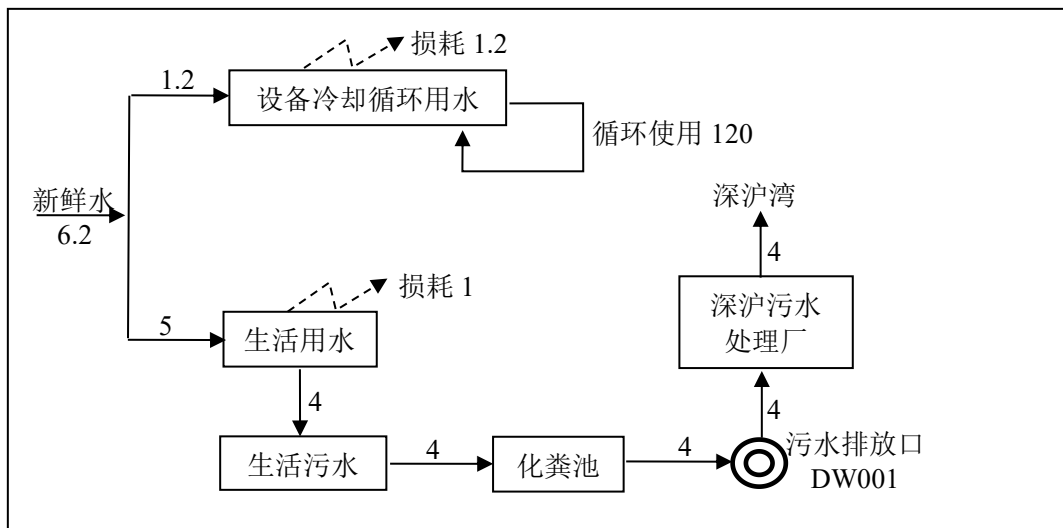 损耗 1.2
1.2
设备冷却循环用水
循环使用 120
新鲜水
6.2
深沪湾
4
损耗 1
5
生活用水
深沪污水
处理厂
4
4
生活污水
4
化粪池
4
污水排放口
DW001